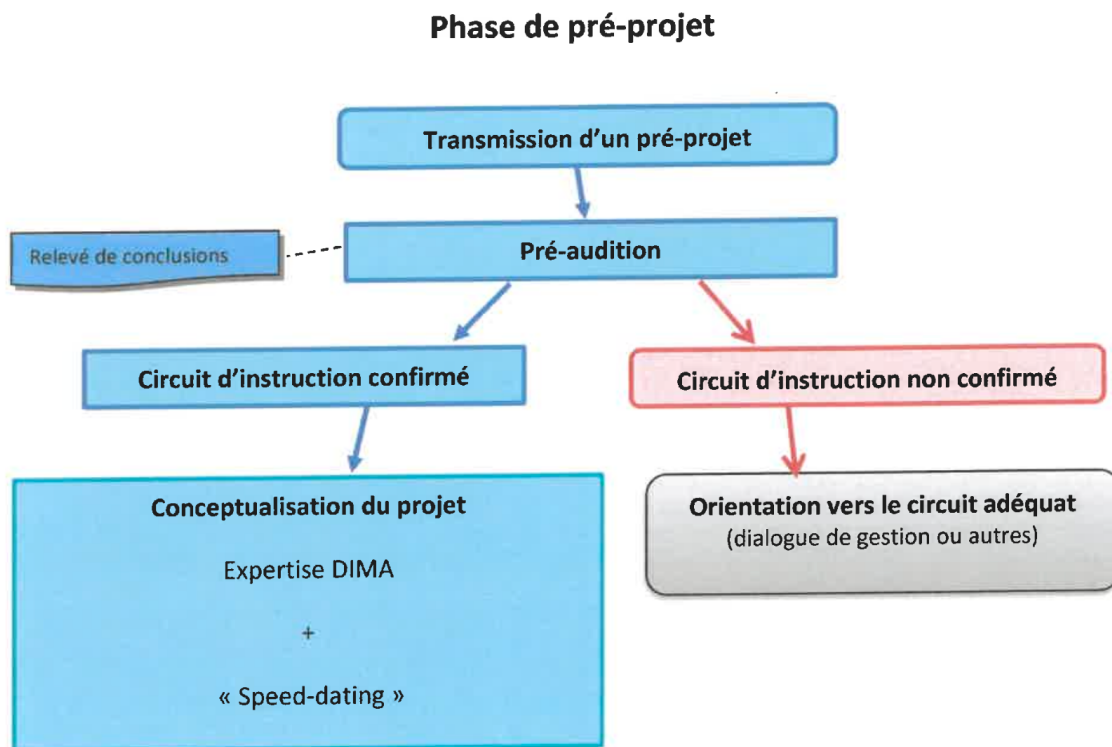 Phase de pré-projet
Transmission d'un pré-projet
Relevé de conclusions
Pré-audition
Circuit d'instruction confirmé
Circuit d'instruction non confirmé
Conceptualisation du projet
Expertise DIMA
+
« Speed-dating »
Orientation vers le circuit adéquat
(dialogue de gestion ou autres)